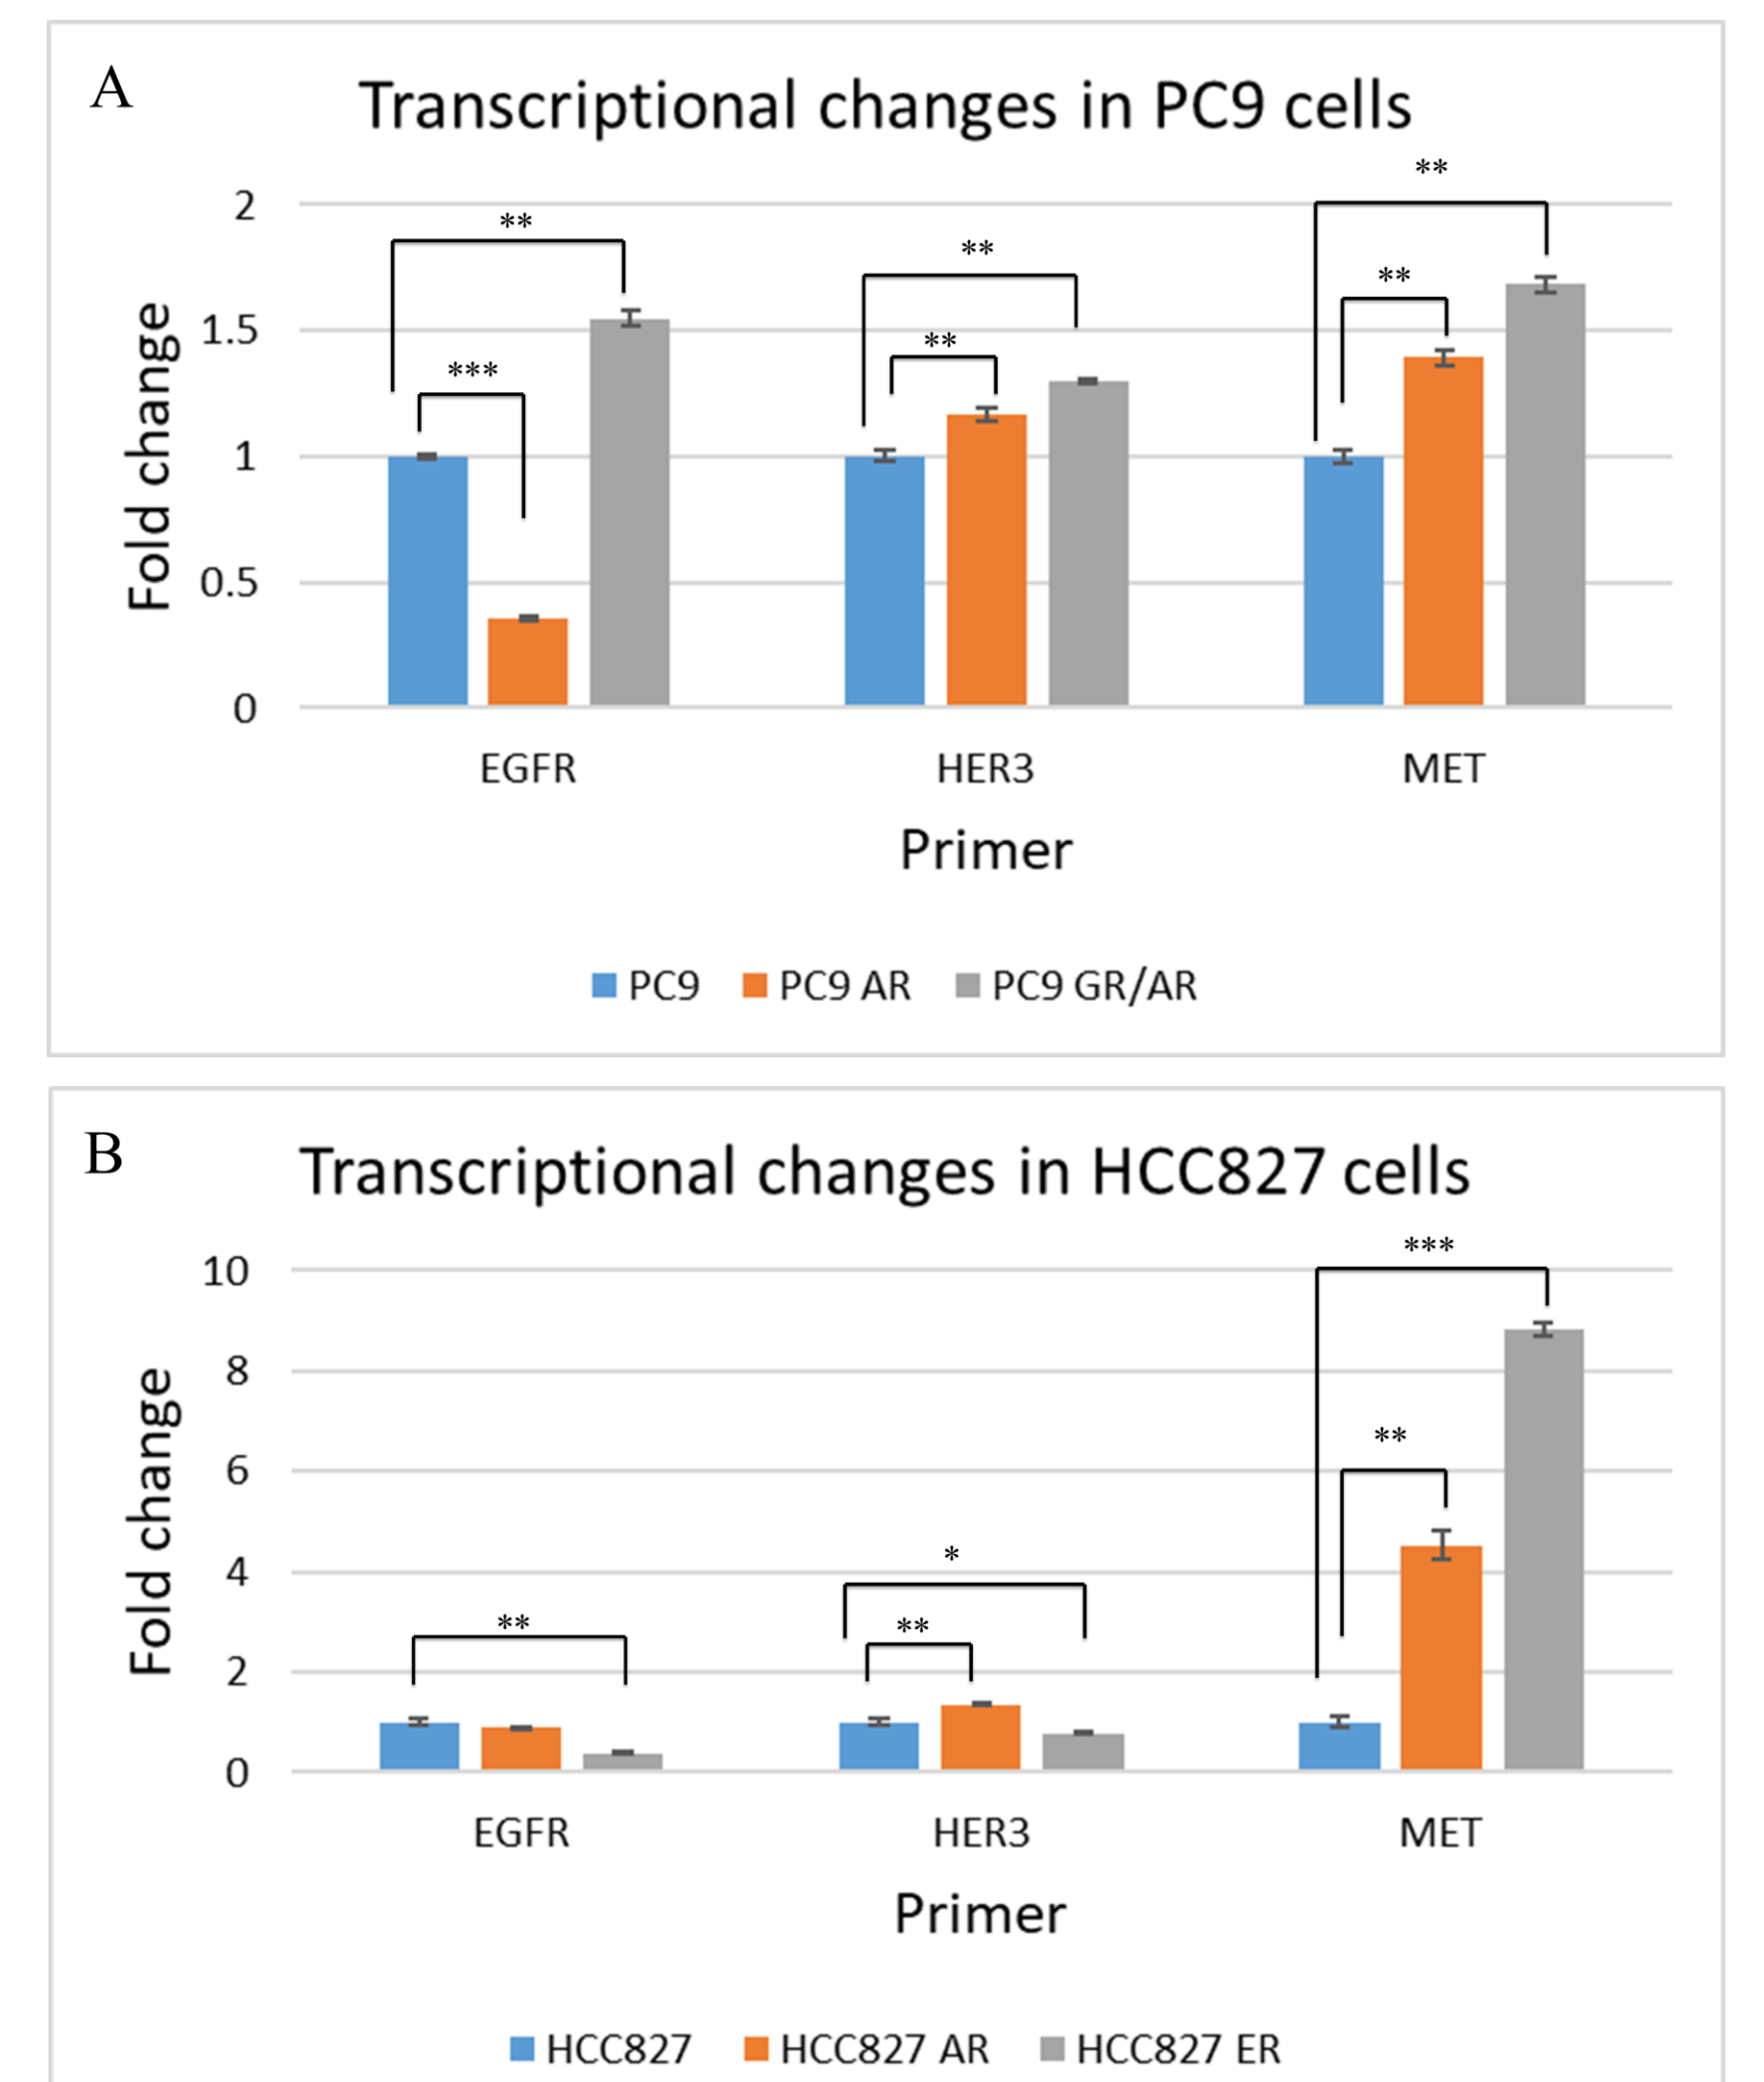 A
Transcriptional changes in PC9 cells
**
2
**
**
**
1.5
**
***
1
0.5
0
Fold change
EGFR HER3 MET
Primer
PC9 PC9 AR PC9 GR/AR
B
Transcriptional changes in HCC827 cells
***
10
8
**
6
*
4
**
**
2
0
Fold change
EGFR HER3 MET
Primer
HCC827 HCC827 AR HCC827 ER